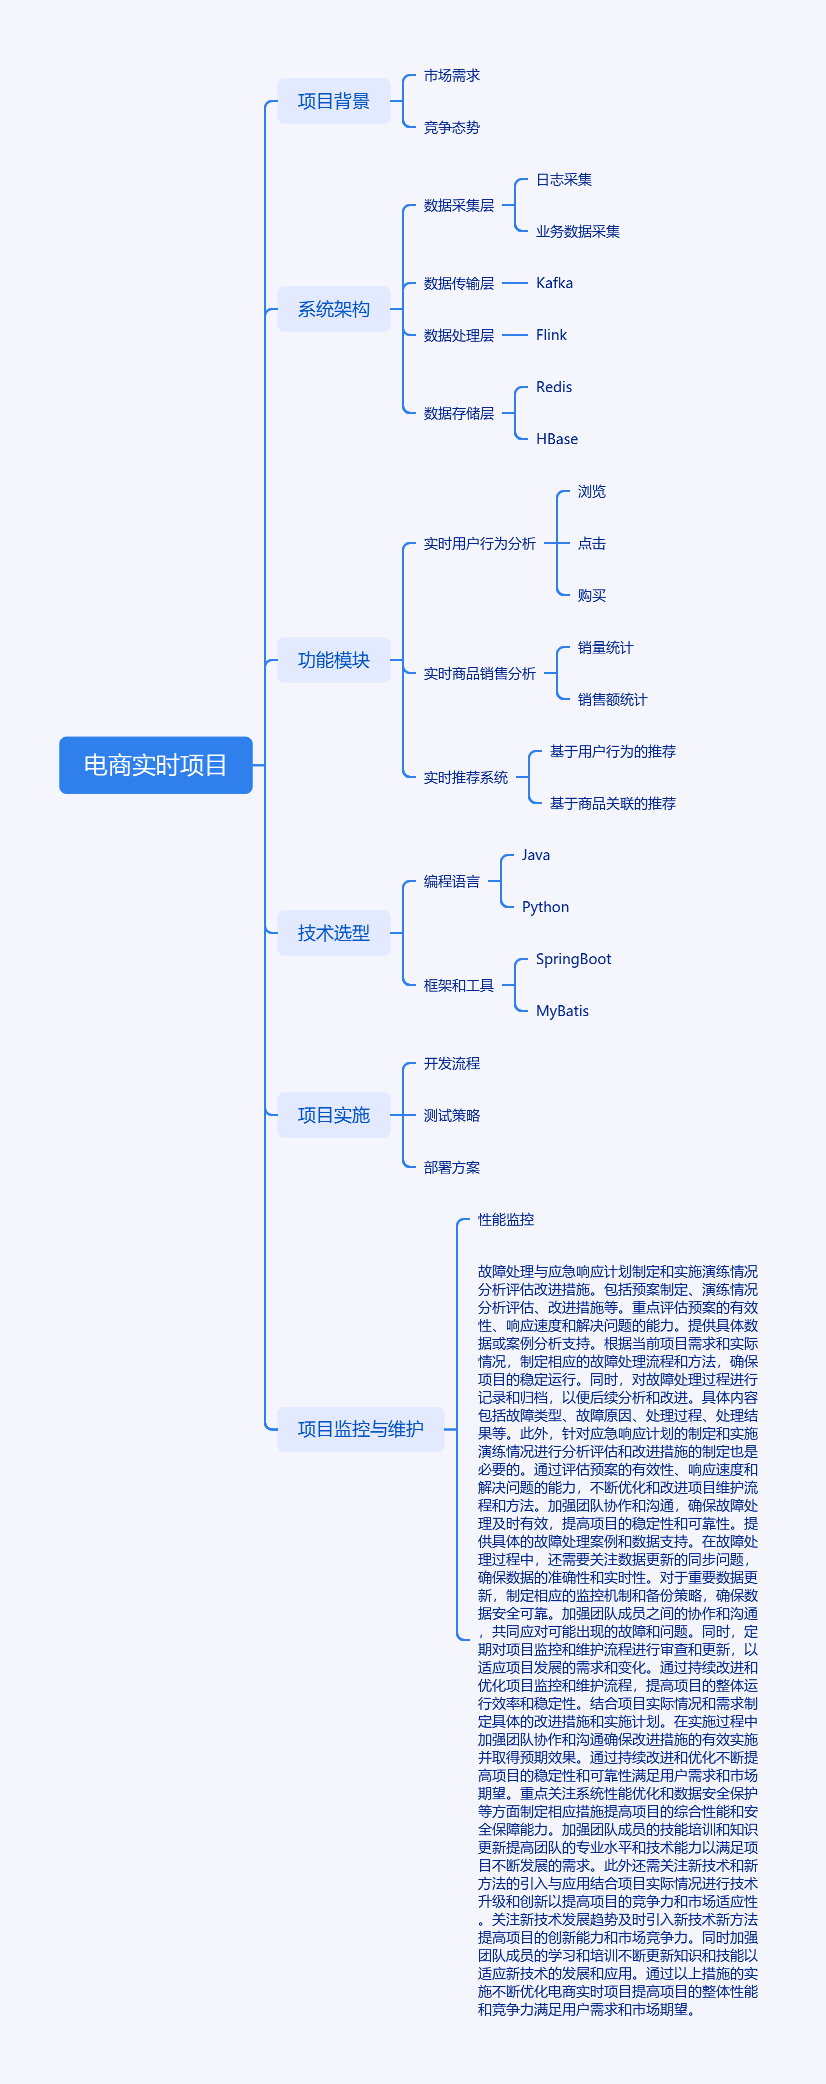 电商实时项目
项目背景
市场需求
竞争态势
系统架构
数据采集层
日志采集
业务数据采集
数据传输层
Kafka
数据处理层
Flink
数据存储层
Redis
HBase
功能模块
实时用户行为分析
浏览
点击
购买
实时商品销售分析
销量统计
销售额统计
实时推荐系统
基于用户行为的推荐
基于商品关联的推荐
技术选型
编程语言
Java
Python
框架和工具
SpringBoot
MyBatis
项目实施
开发流程
测试策略
部署方案
项目监控与维护
性能监控
故障处理与应急响应计划制定和实施演练情况
分析评估改进措施。包括预案制定、演练情况
分析评估、改进措施等。重点评估预案的有效
性、响应速度和解决问题的能力。提供具体数
据或案例分析支持。根据当前项目需求和实际
情况，制定相应的故障处理流程和方法，确保
项目的稳定运行。同时，对故障处理过程进行
记录和归档，以便后续分析和改进。具体内容
包括故障类型、故障原因、处理过程、处理结
果等。此外，针对应急响应计划的制定和实施
演练情况进行分析评估和改进措施的制定也是
必要的。通过评估预案的有效性、响应速度和
解决问题的能力，不断优化和改进项目维护流
程和方法。加强团队协作和沟通，确保故障处
理及时有效，提高项目的稳定性和可靠性。提
供具体的故障处理案例和数据支持。在故障处
理过程中，还需要关注数据更新的同步问题，
确保数据的准确性和实时性。对于重要数据更
新，制定相应的监控机制和备份策略，确保数
据安全可靠。加强团队成员之间的协作和沟通
，共同应对可能出现的故障和问题。同时，定
期对项目监控和维护流程进行审查和更新，以
适应项目发展的需求和变化。通过持续改进和
优化项目监控和维护流程，提高项目的整体运
行效率和稳定性。结合项目实际情况和需求制
定具体的改进措施和实施计划。在实施过程中
加强团队协作和沟通确保改进措施的有效实施
并取得预期效果。通过持续改进和优化不断提
高项目的稳定性和可靠性满足用户需求和市场
期望。重点关注系统性能优化和数据安全保护
等方面制定相应措施提高项目的综合性能和安
全保障能力。加强团队成员的技能培训和知识
更新提高团队的专业水平和技术能力以满足项
目不断发展的需求。此外还需关注新技术和新
方法的引入与应用结合项目实际情况进行技术
升级和创新以提高项目的竞争力和市场适应性
。关注新技术发展趋势及时引入新技术新方法
提高项目的创新能力和市场竞争力。同时加强
团队成员的学习和培训不断更新知识和技能以
适应新技术的发展和应用。通过以上措施的实
施不断优化电商实时项目提高项目的整体性能
和竞争力满足用户需求和市场期望。